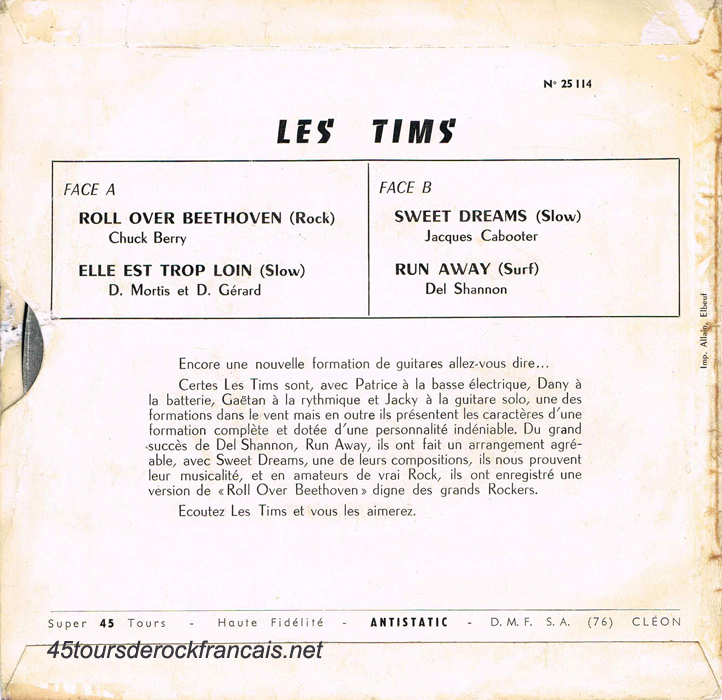 N° 25114
LES TIMS
FACE A
ROLL OVER BEETHOVEN (Rock)
Chuck Berry
ELLE EST TROP LOIN (Slow)
D. Mortis et D. Gérard
FACE B
SWEET DREAMS (Slow)
Jacques Cabooter
RUN AWAY (Surf)
Del Shannon
Imp. Allain, Elbeuf
Encore une nouvelle formation de guitares allez-vous dire...
Certes Les Tims sont, avec Patrice à la basse électrique, Dany à
la batterie, Gaëtan à la rythmique et Jacky à la guitare solo, une des
formations dans le vent mais en outre ils présentent les caractères d'une
formation complète et dotée d'une personnalité indéniable. Du grand
succès de Del Shannon, Run Away, ils ont fait un arrangement agré-
able, avec Sweet Dreams, une de leurs compositions, ils nous prouvent
leur musicalité, et en amateurs de vrai Rock, ils ont enregistré une
version de « Roll Over Beethoven » digne des grands Rockers.
Ecoutez Les Tims et vous les aimerez.
Super 45 Tours - Haute Fidélité - ANTISTATIC - D. M. F. S. A. (76) CLÉON
45toursderockfrancais.net